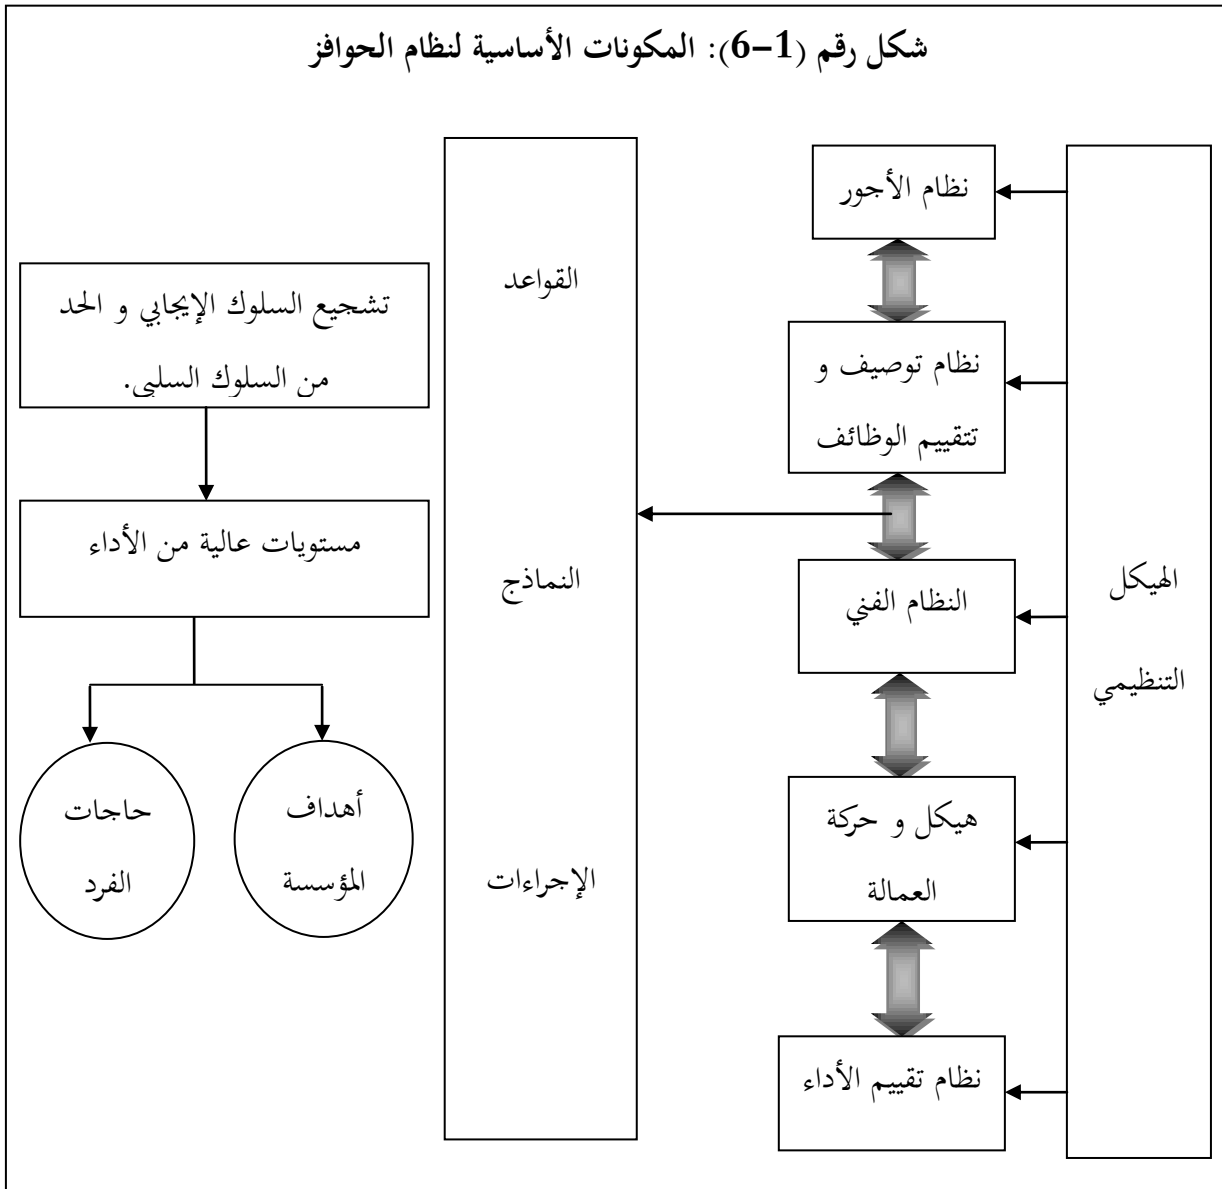 شكل رقم (1-6): المكونات الأساسية لنظام الحوافز
الهيكل
التنظيمي
نظام الأجور
نظام توصيف و
تتقييم الوظائف
النظام الفني
هيكل و حركة
العمالة
نظام تقييم الأداء
القواعد
النماذج
الإجراءات
تشجيع السلوك الإيجابي و الحد
من السلوك السلبي.
مستويات عالية من الأداء
أهداف
المؤسسة
حاجات
الفرد